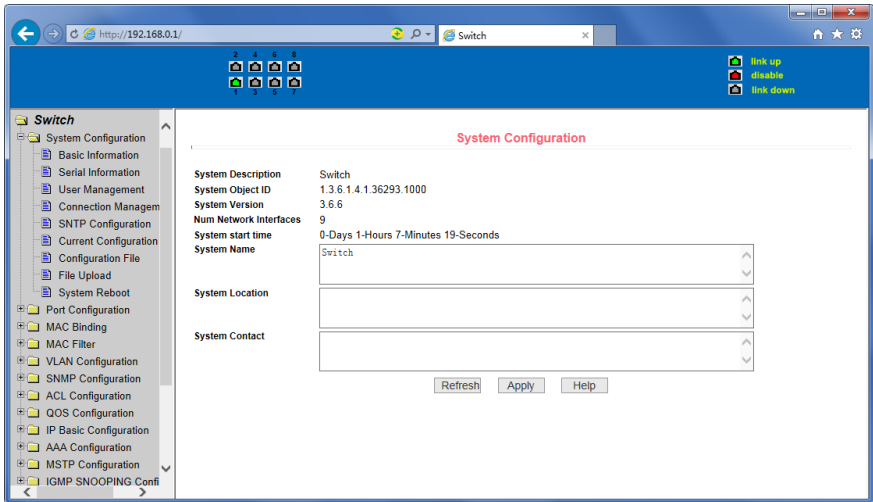 http://192.168.0.1/
Switch
2 4 6 8
1 3 5 7
link up
disable
link down
Switch
System Configuration
Basic Information
Serial Information
User Management
Connection Managem
SNTP Configuration
Current Configuration
Configuration File
File Upload
System Reboot
Port Configuration
MAC Binding
MAC Filter
VLAN Configuration
SNMP Configuration
ACL Configuration
QOS Configuration
IP Basic Configuration
AAA Configuration
MSTP Configuration
IGMP SNOOPING Confi
System Configuration
System Description Switch
System Object ID 1.3.6.1.4.1.36293.1000
System Version 3.6.6
Num Network Interfaces 9
System start time 0-Days 1-Hours 7-Minutes 19-Seconds
System Name Switch
System Location
System Contact
Refresh Apply Help